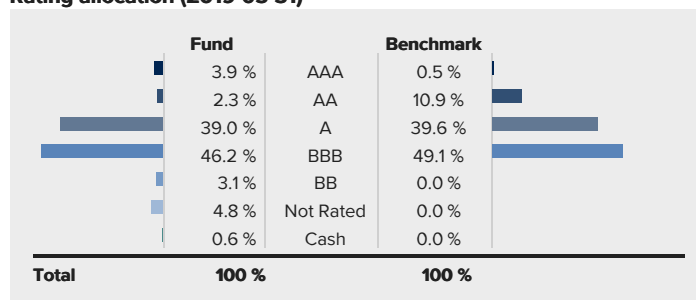 Rating allocation (2019-05-31)
Fund Benchmark
3.9 % AAA 0.5 %
2.3 % AA 10.9 %
39.0 % A 39.6 %
46.2 % BBB 49.1 %
3.1 % BB 0.0 %
4.8 % Not Rated 0.0 %
0.6 % Cash 0.0 %
Total 100 % 100 %